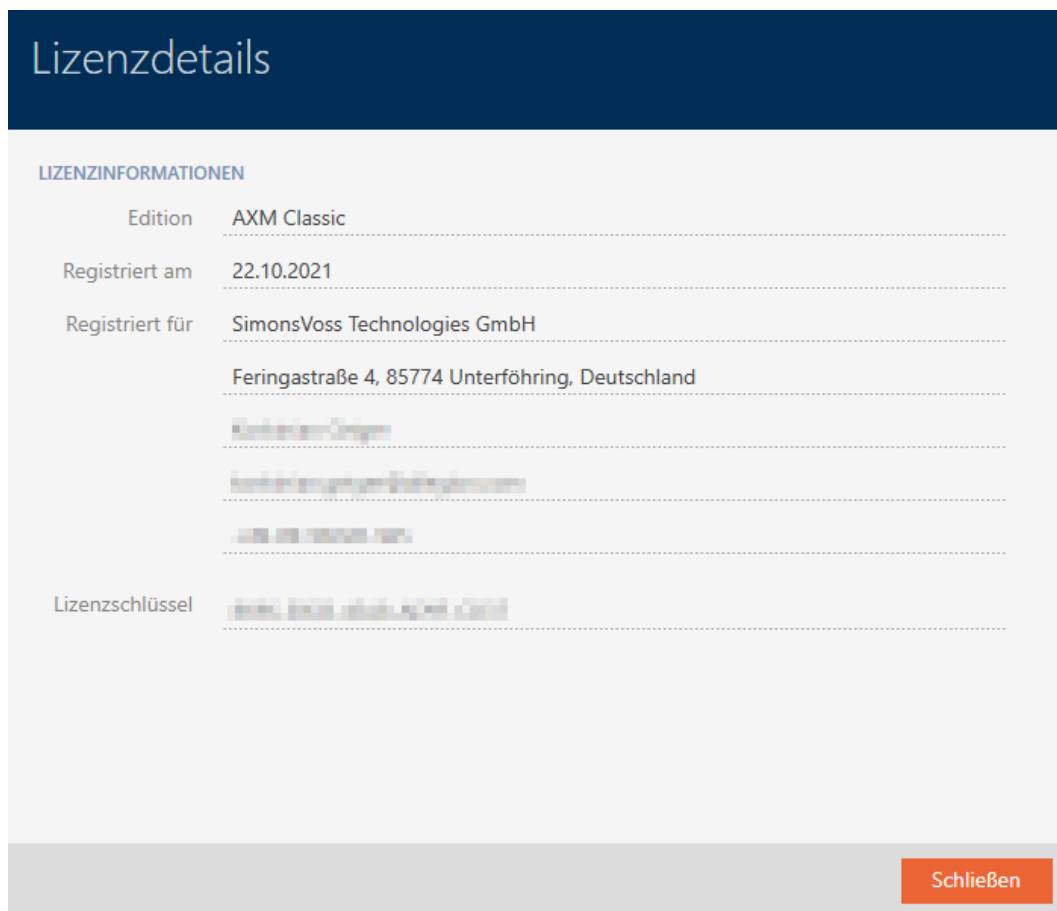 Lizenzdetails
LIZENZINFORMATIONEN
Edition AXM Classic
Registriert am 22.10.2021
Registriert für SimonsVoss Technologies GmbH
Feringastraße 4, 85774 Unterföhring, Deutschland
Lizenzschlüssel
Schließen